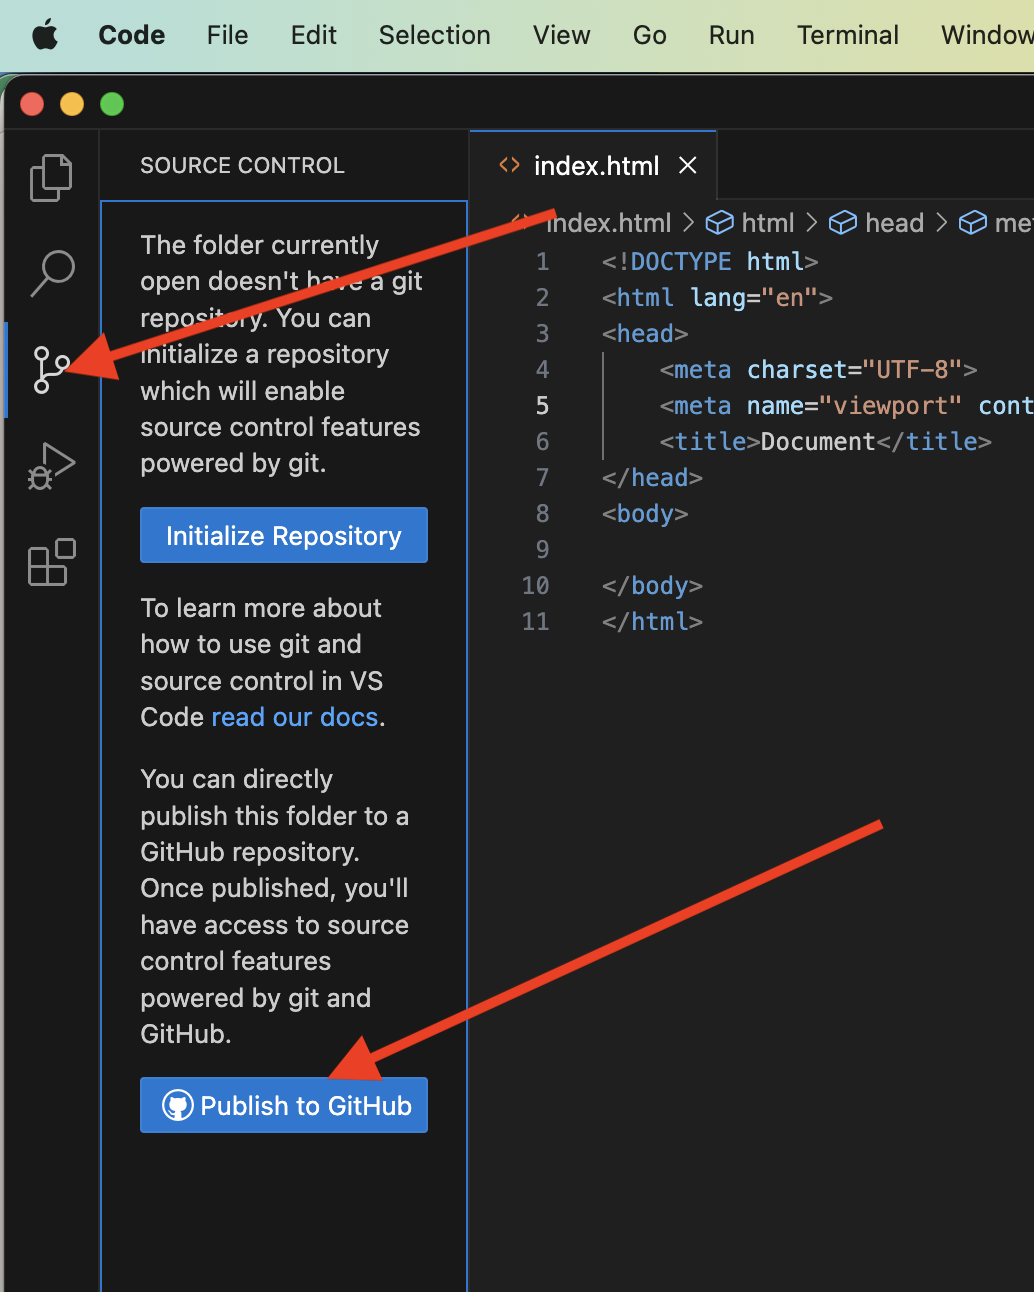 Code File Edit Selection View Go Run Terminal Window
SOURCE CONTROL
The folder currently
open doesn't have a git
repository. You can
initialize a repository
which will enable
source control features
powered by git.
Initialize Repository
To learn more about
how to use git and
source control in VS
Code read our docs.
You can directly
publish this folder to a
GitHub repository.
Once published, you'll
have access to source
control features
powered by git and
GitHub.
Publish to GitHub
index.html
index.html > html > head > me
1 <!DOCTYPE html>
2 <html lang="en">
3 <head>
4 <meta charset="UTF-8">
5 <meta name="viewport" cont
6 <title>Document</title>
7 </head>
8 <body>
9
10 </body>
11 </html>